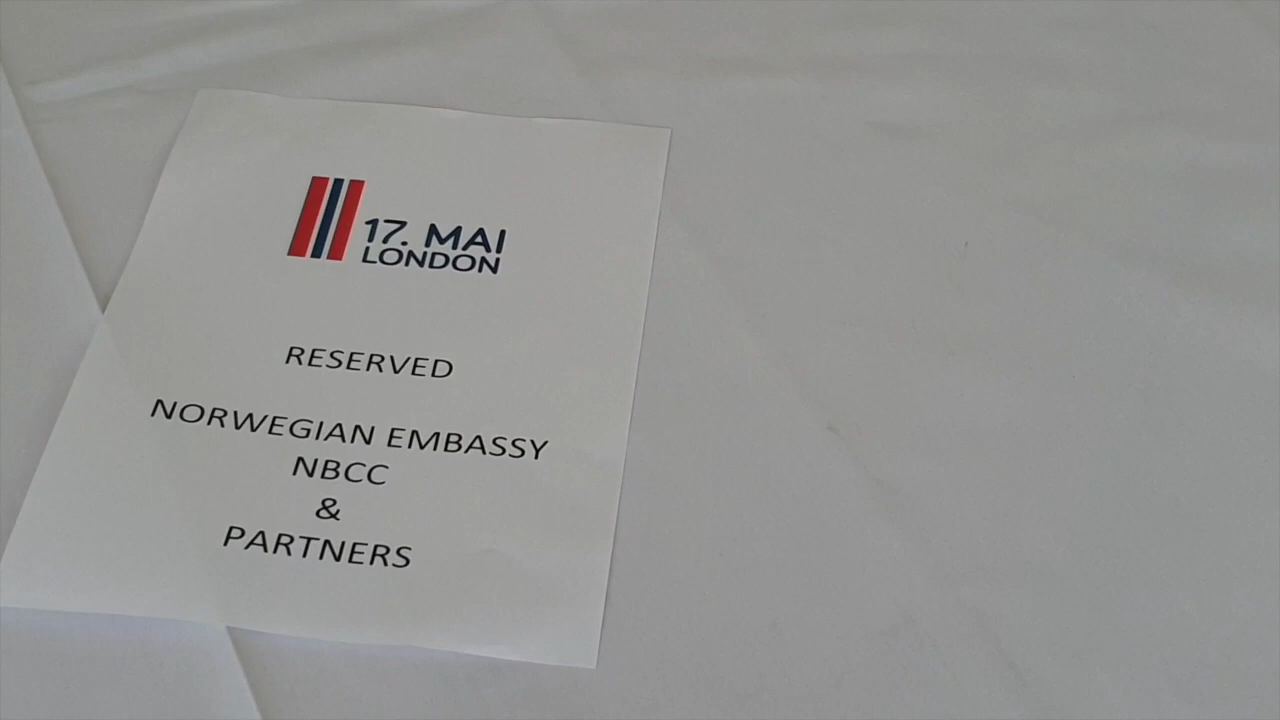 17. MAI
LONDON
RESERVED
NORWEGIAN EMBASSY
NBCC
&
PARTNERS